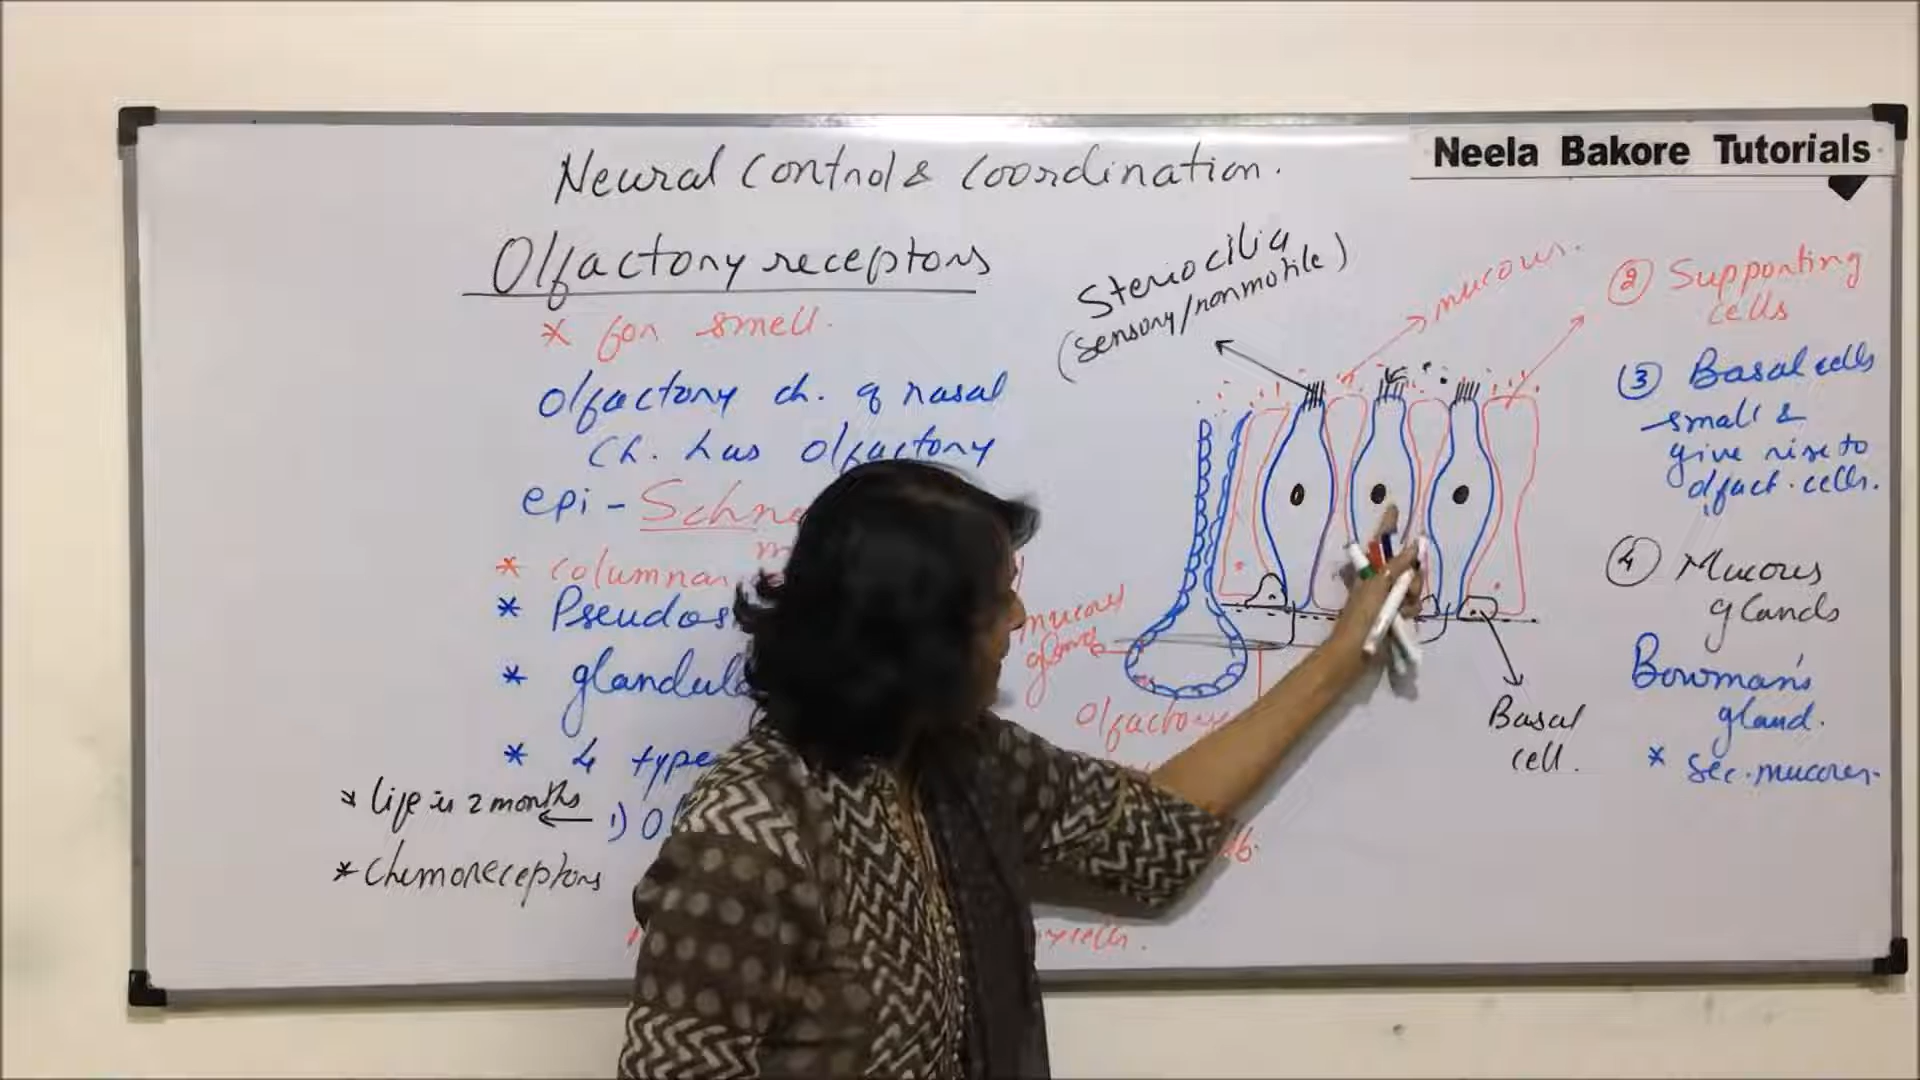 Neela Bakore Tutorials
Neural Control & Coordination.
Olfactory receptors
* for smell.
Olfactory ch. of nasal
Ch. has olfactory
epi - Schn
* columnar
* Pseudos
* glandul
* 4 type
* Life is 2 months
1) Ol
* Chemoreceptors
Steriocilia
(sensory/nonmotile)
mucous.
mucous
gland
Olfactory
Basal
cell.
② Supporting
cells
③ Basal cells
small &
give rise to
olfact. cells.
④ Mucous
glands
Bowman's
gland.
* Sec. mucous.